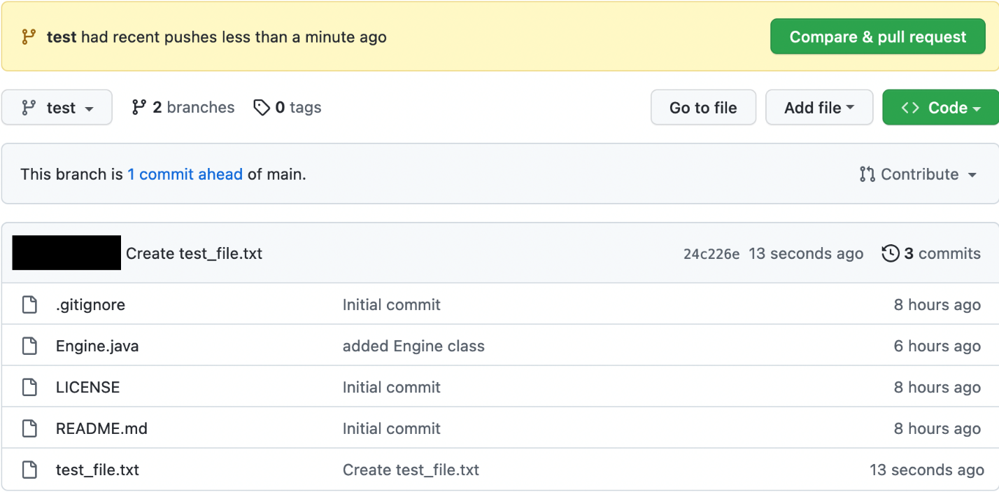 test had recent pushes less than a minute ago Compare & pull request
test 2 branches 0 tags Go to file Add file Code
This branch is 1 commit ahead of main. Contribute
Create test_file.txt 24c226e 13 seconds ago 3 commits
.gitignore Initial commit 8 hours ago
Engine.java added Engine class 6 hours ago
LICENSE Initial commit 8 hours ago
README.md Initial commit 8 hours ago
test_file.txt Create test_file.txt 13 seconds ago